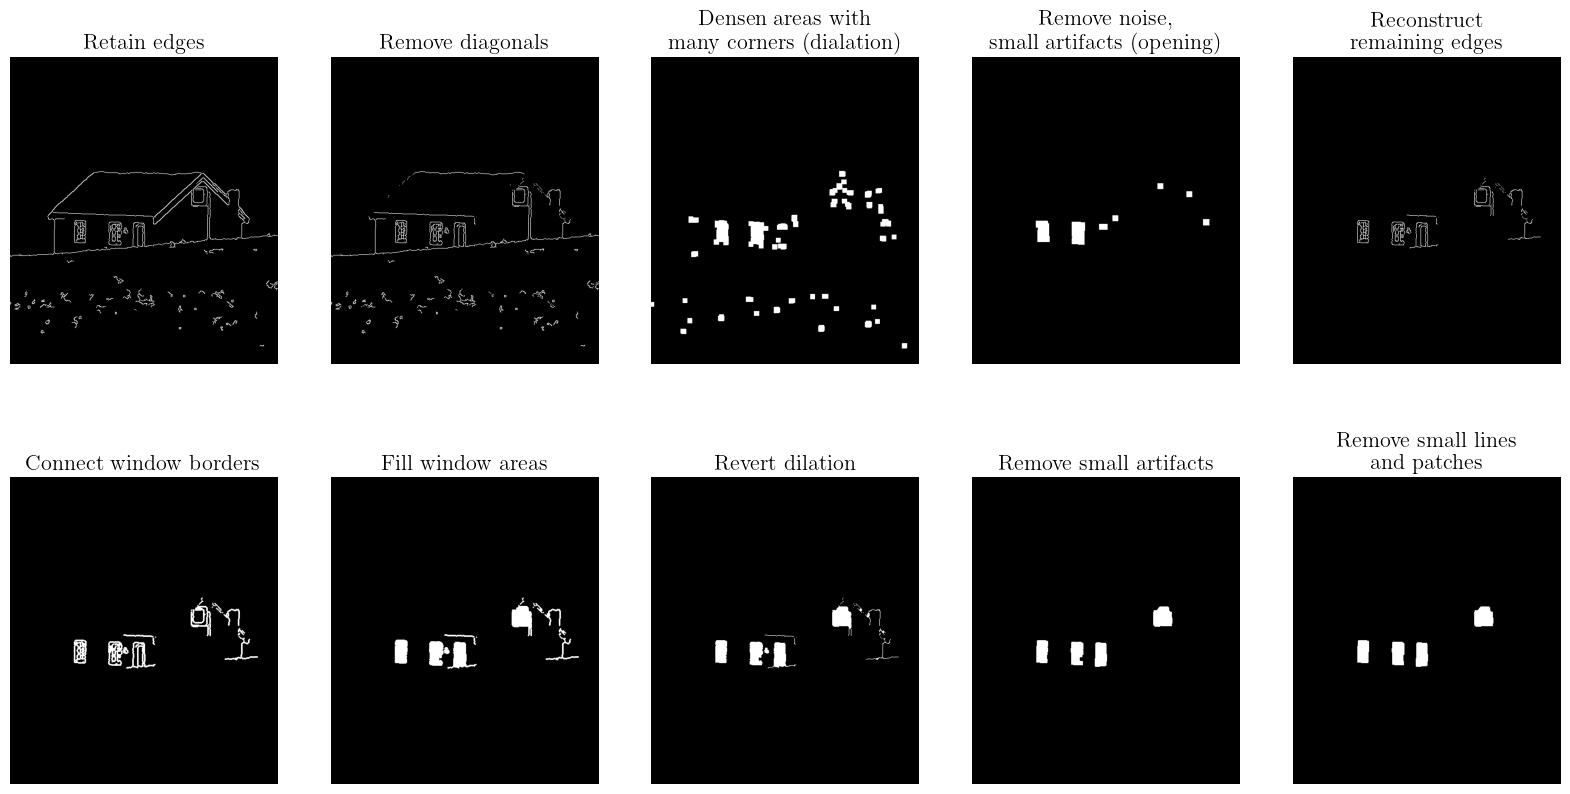 Retain edges
Remove diagonals
Densen areas with
many corners (dialation)
Remove noise,
small artifacts (opening)
Reconstruct
remaining edges
Connect window borders
Fill window areas
Revert dilation
Remove small artifacts
Remove small lines
and patches